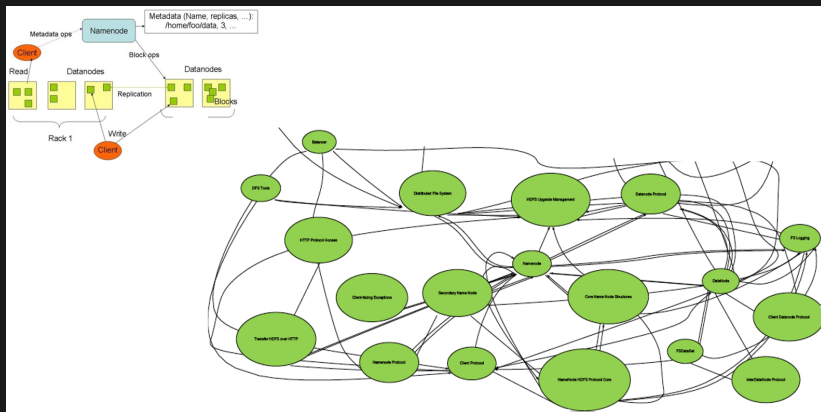 Metadata (Name, replicas, ...):
/home/foo/data, 3, ...
Namenode
Metadata ops
Client
Block ops
Read
Datanodes
Datanodes
Replication
Blocks
Rack 1
Write
Client
Balancer
DFS Tools
Distributed File System
HDFS Upgrade Management
Datanode Protocol
HTTP Protocol Access
FS Logging
Namenode
Client-facing Exceptions
Secondary Name Node
Core Name Node Structures
DataNode
Client Datanode Protocol
Transfer HDFS over HTTP
Namenode Protocol
Client Protocol
FSDataSet
NameNode HDFS Protocol Core
InterDateNode Protocol